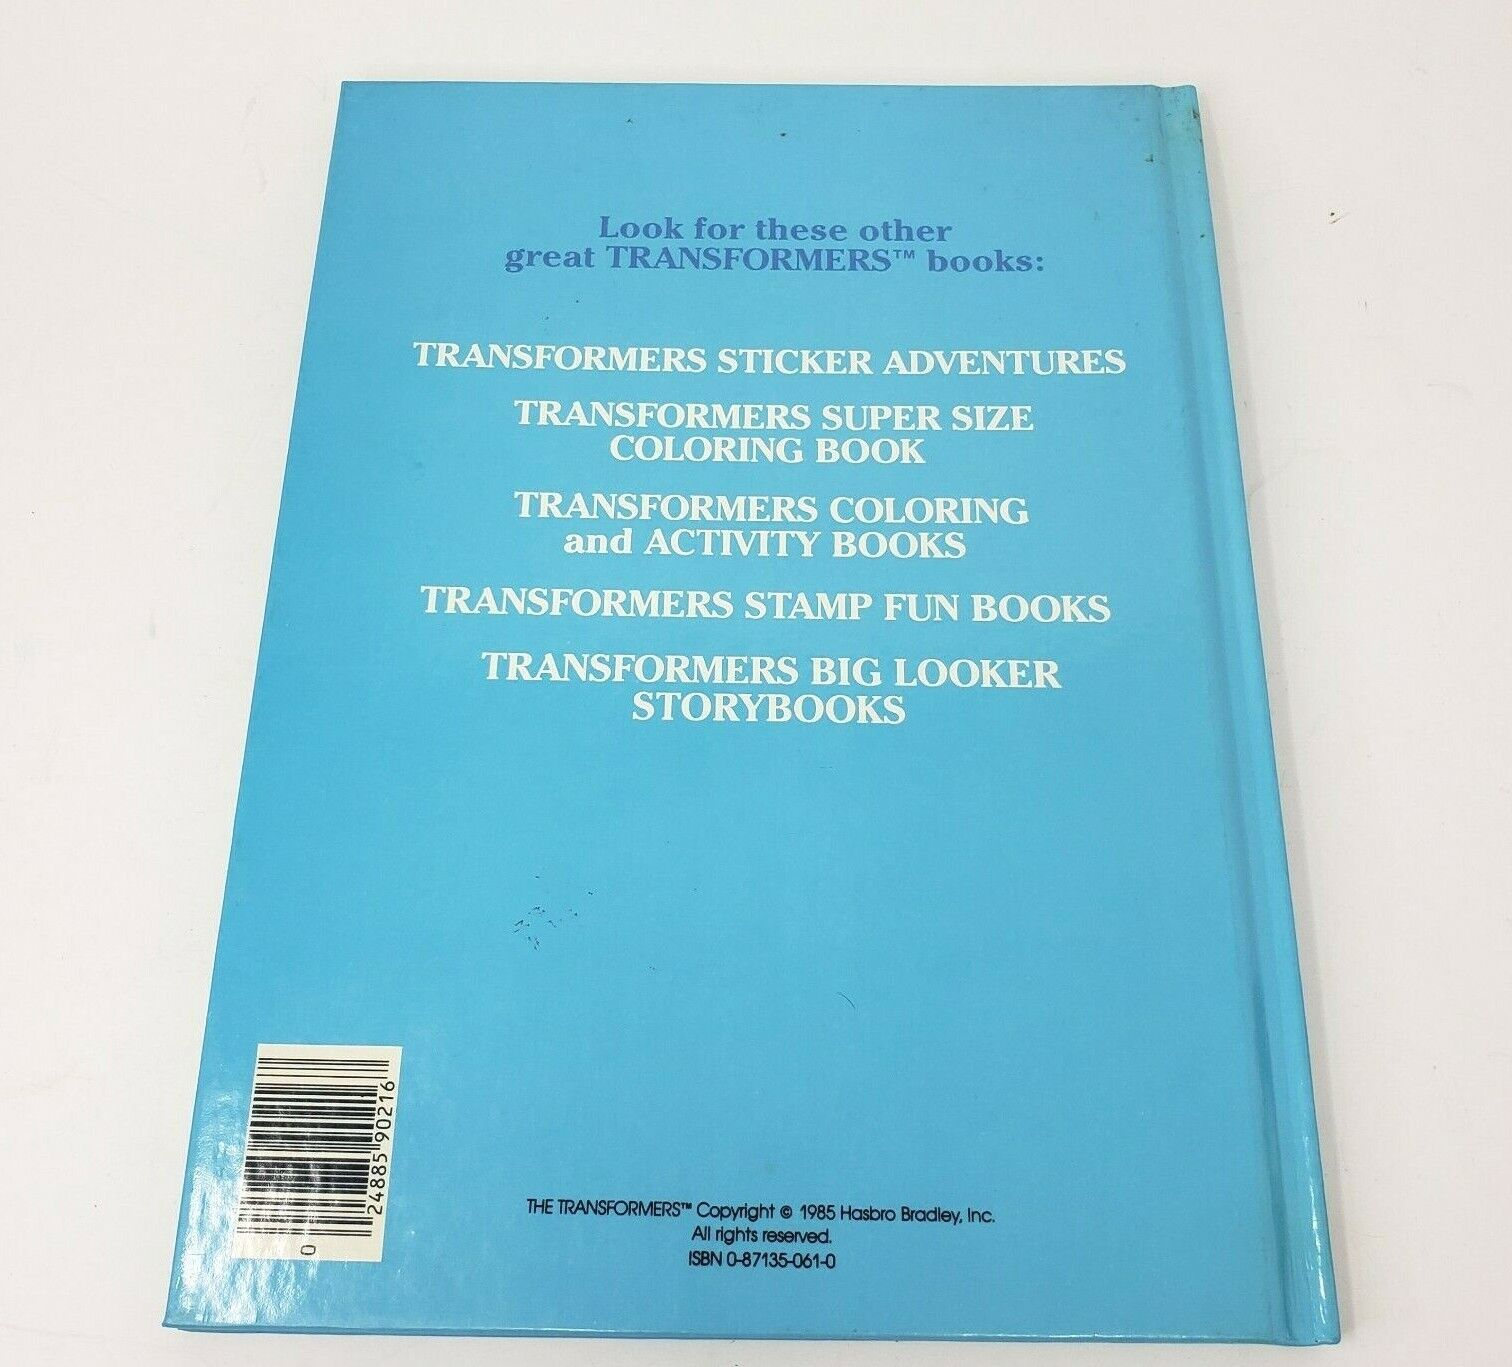 Look for these other
great TRANSFORMERS™ books:
TRANSFORMERS STICKER ADVENTURES
TRANSFORMERS SUPER SIZE
COLORING BOOK
TRANSFORMERS COLORING
and ACTIVITY BOOKS
TRANSFORMERS STAMP FUN BOOKS
TRANSFORMERS BIG LOOKER
STORYBOOKS
0 24885 90216
THE TRANSFORMERS™ Copyright © 1985 Hasbro Bradley, Inc.
All rights reserved.
ISBN 0-87135-061-0